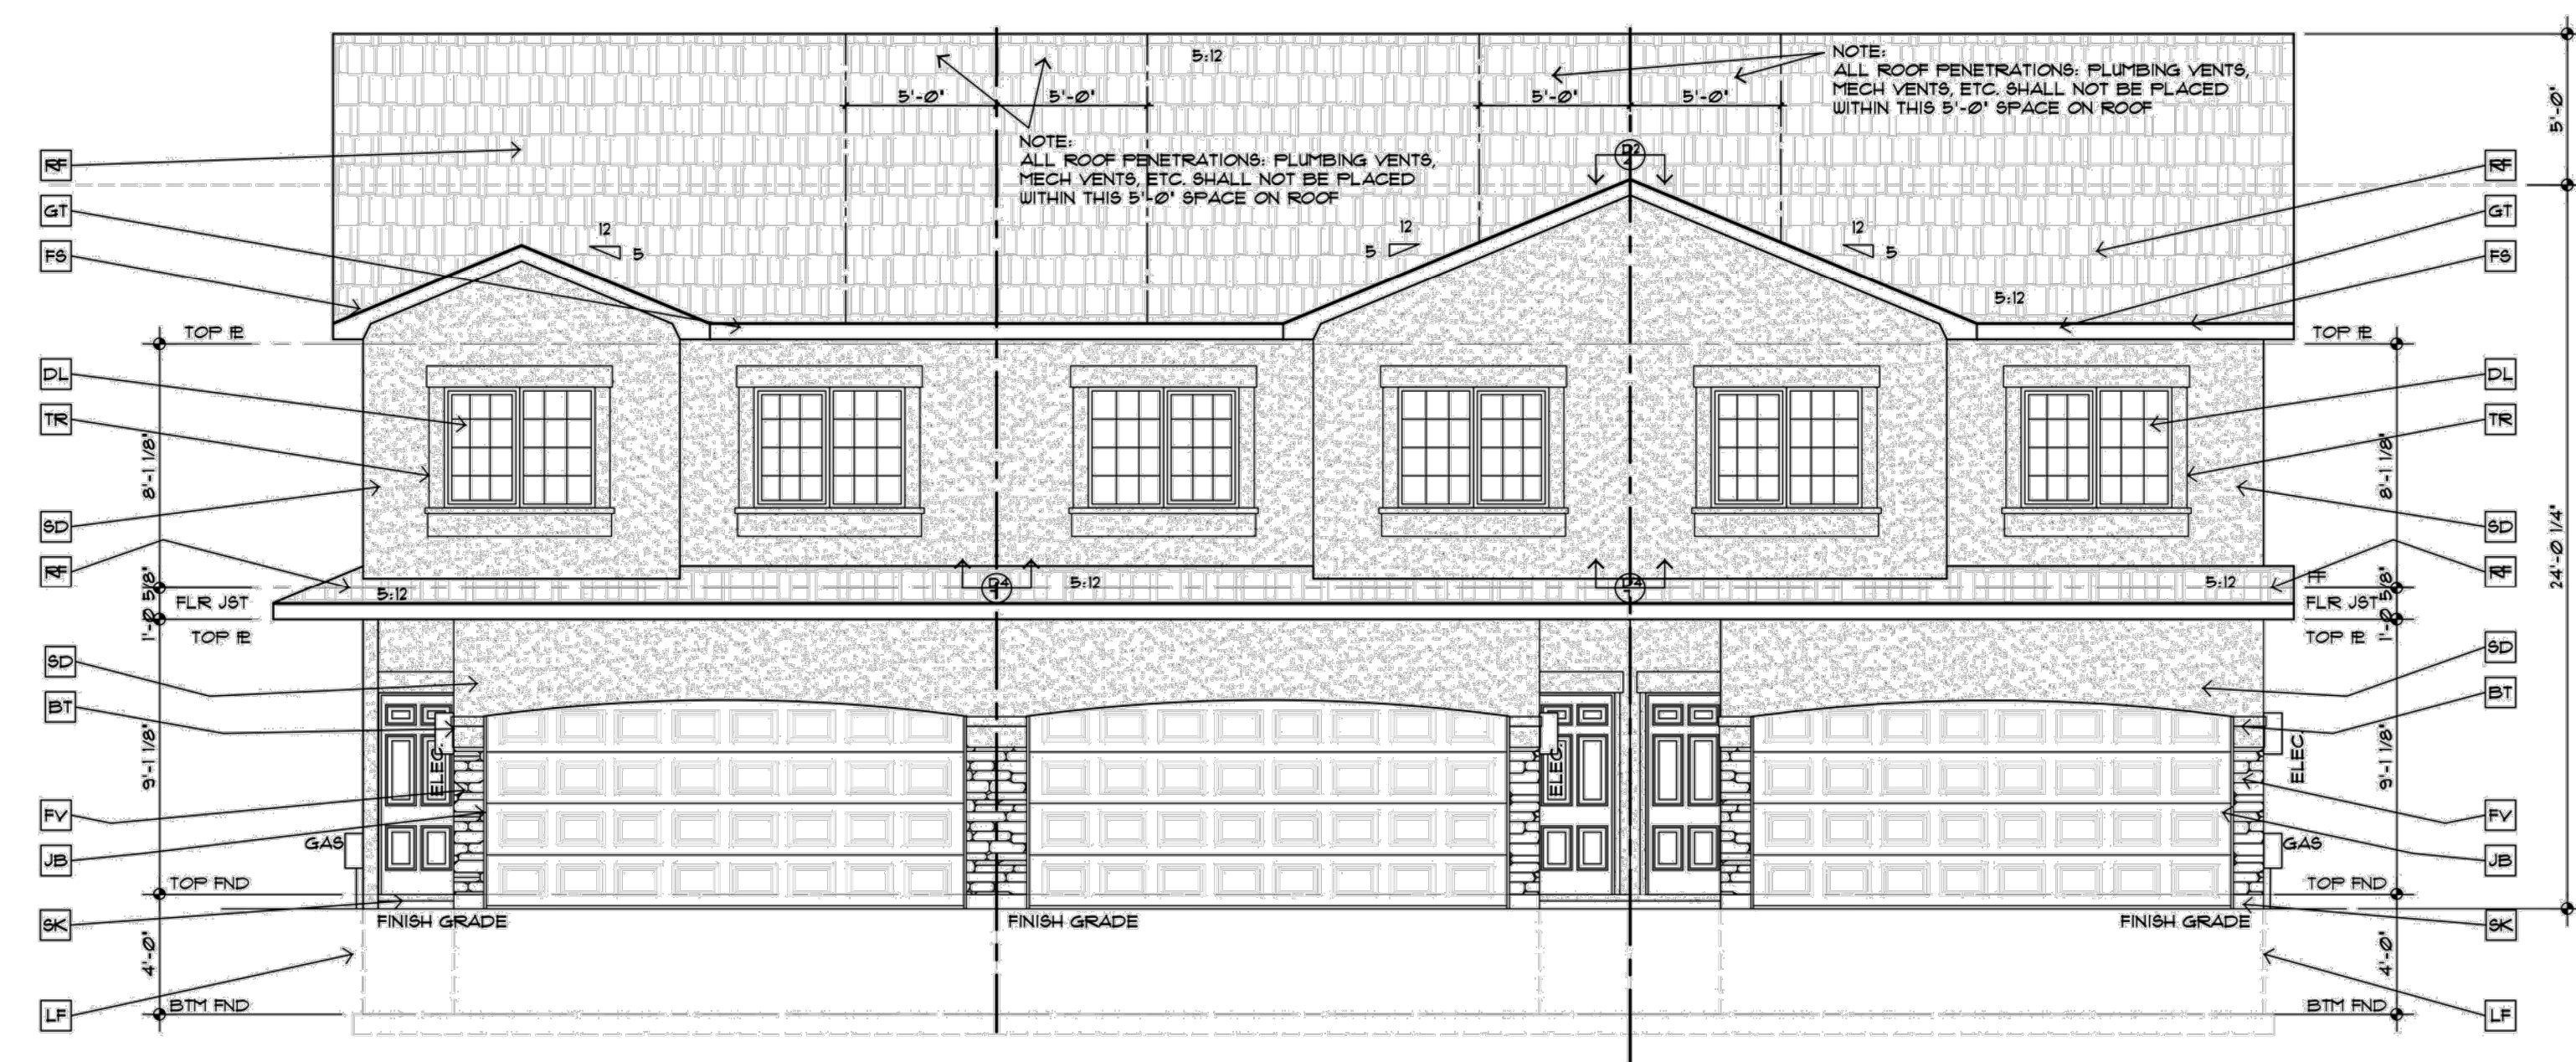 5:12
NOTE:
ALL ROOF PENETRATIONS: PLUMBING VENTS,
MECH VENTS, ETC. SHALL NOT BE PLACED
WITHIN THIS 5'-0" SPACE ON ROOF
5'-0" 5'-0" 5'-0" 5'-0"
5'-0"
NOTE:
ALL ROOF PENETRATIONS: PLUMBING VENTS,
MECH VENTS, ETC. SHALL NOT BE PLACED
WITHIN THIS 5'-0" SPACE ON ROOF
RF RF
GT GT
FS FS
12 5
12 5
12 5
5:12
TOP PL TOP PL
DL DL
TR TR
8'-1 1/8" 8'-1 1/8"
SD SD
24'-0 1/4"
RF RF
5:12 5:12 5:12
1'-0 5/8" 1'-0 5/8"
FLR JST FLR JST
TOP PL TOP PL
SD SD
BT BT
9'-1 1/8" 9'-1 1/8"
ELEC. ELEC. ELEC.
FV FV
GAS GAS
JB JB
TOP FND TOP FND
SK SK
FINISH GRADE FINISH GRADE FINISH GRADE
4'-0" 4'-0"
BTM FND BTM FND
LF LF